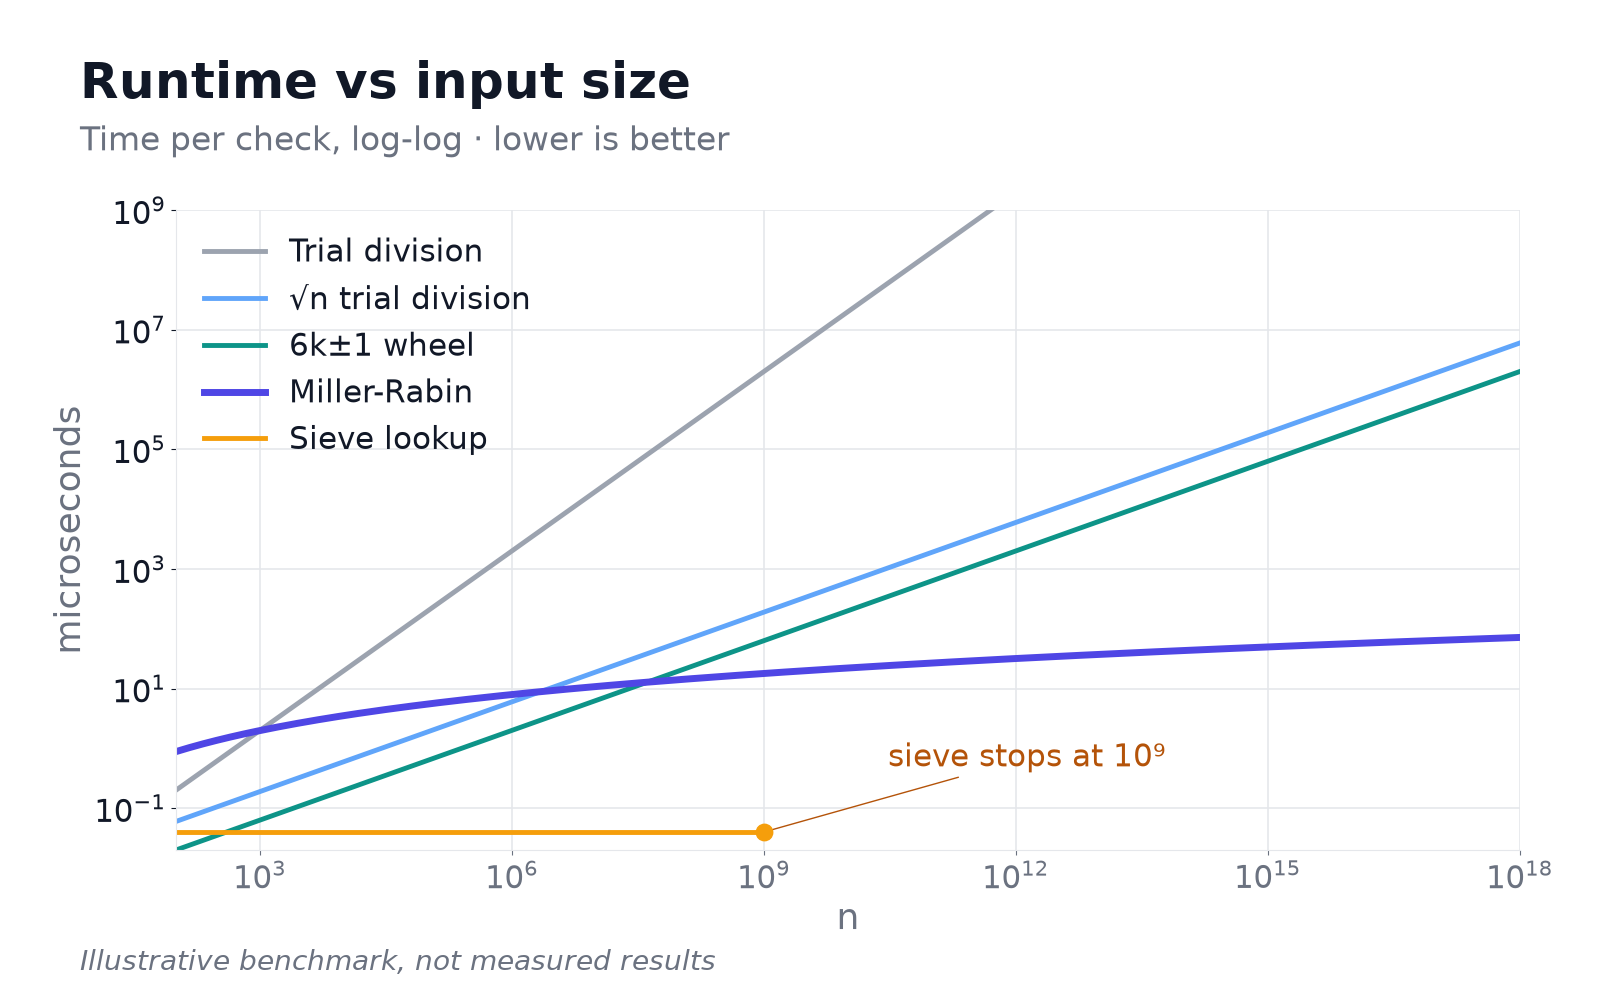 Runtime vs input size
Time per check, log-log · lower is better
microseconds
10⁹
10⁷
10⁵
10³
10¹
10⁻¹
Trial division
√n trial division
6k±1 wheel
Miller-Rabin
Sieve lookup
sieve stops at 10⁹
10³ 10⁶ 10⁹ 10¹² 10¹⁵ 10¹⁸
n
Illustrative benchmark, not measured results